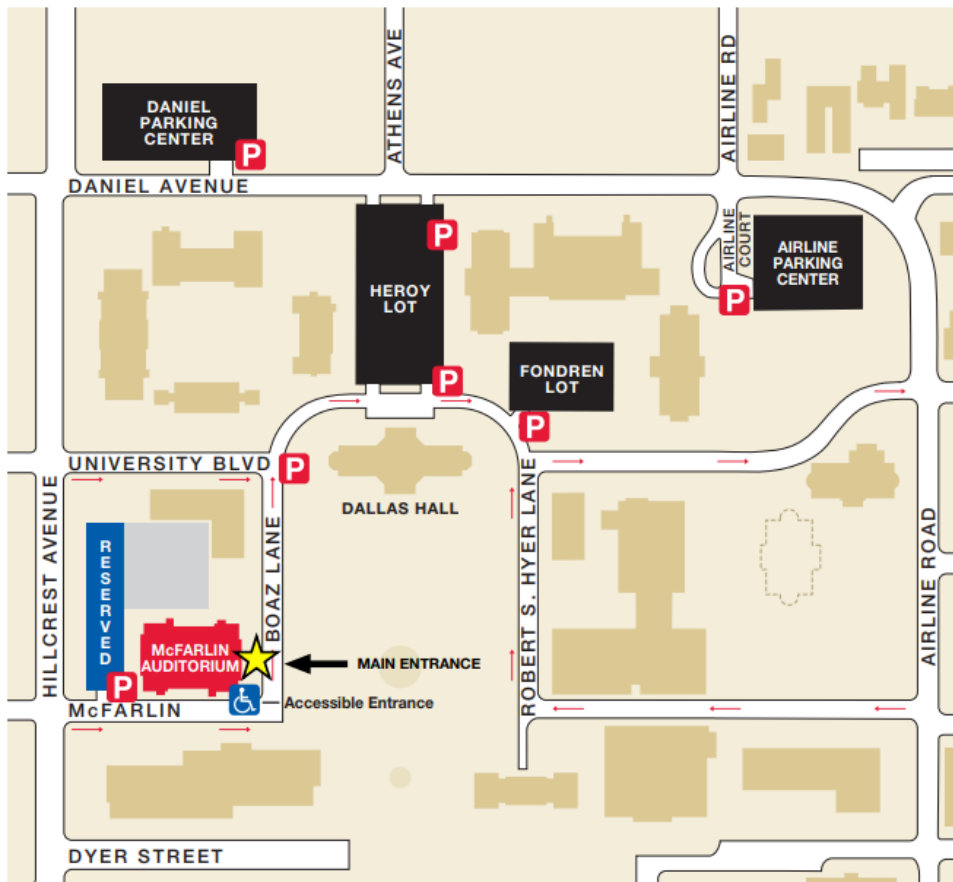 ATHENS AVE
AIRLINE RD
DANIEL
PARKING
CENTER
P
DANIEL AVENUE
P
HEROY
LOT
AIRLINE
COURT
AIRLINE
PARKING
CENTER
P
FONDREN
LOT
P
P
UNIVERSITY BLVD
P
DALLAS HALL
HILLCREST AVENUE
RESERVED
BOAZ LANE
ROBERT S. HYER LANE
AIRLINE ROAD
McFARLIN
AUDITORIUM
MAIN ENTRANCE
P
Accessible Entrance
McFARLIN
DYER STREET